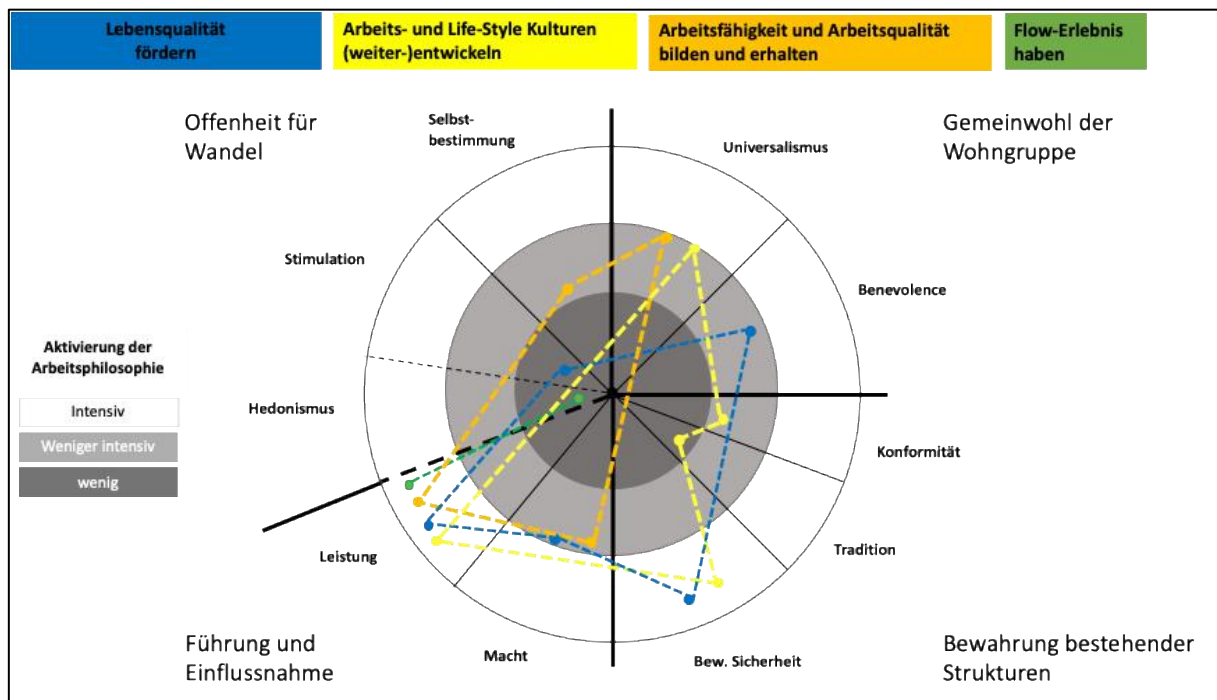 Lebensqualität
fördern
Arbeits- und Life-Style Kulturen
(weiter-)entwickeln
Arbeitsfähigkeit und Arbeitsqualität
bilden und erhalten
Flow-Erlebnis
haben
Offenheit für
Wandel
Selbst-
bestimmung
Universalismus
Gemeinwohl der
Wohngruppe
Stimulation
Benevolence
Aktivierung der
Arbeitsphilosophie
Intensiv
Weniger intensiv
wenig
Hedonismus
Konformität
Leistung
Tradition
Führung und
Einflussnahme
Macht
Bew. Sicherheit
Bewahrung bestehender
Strukturen